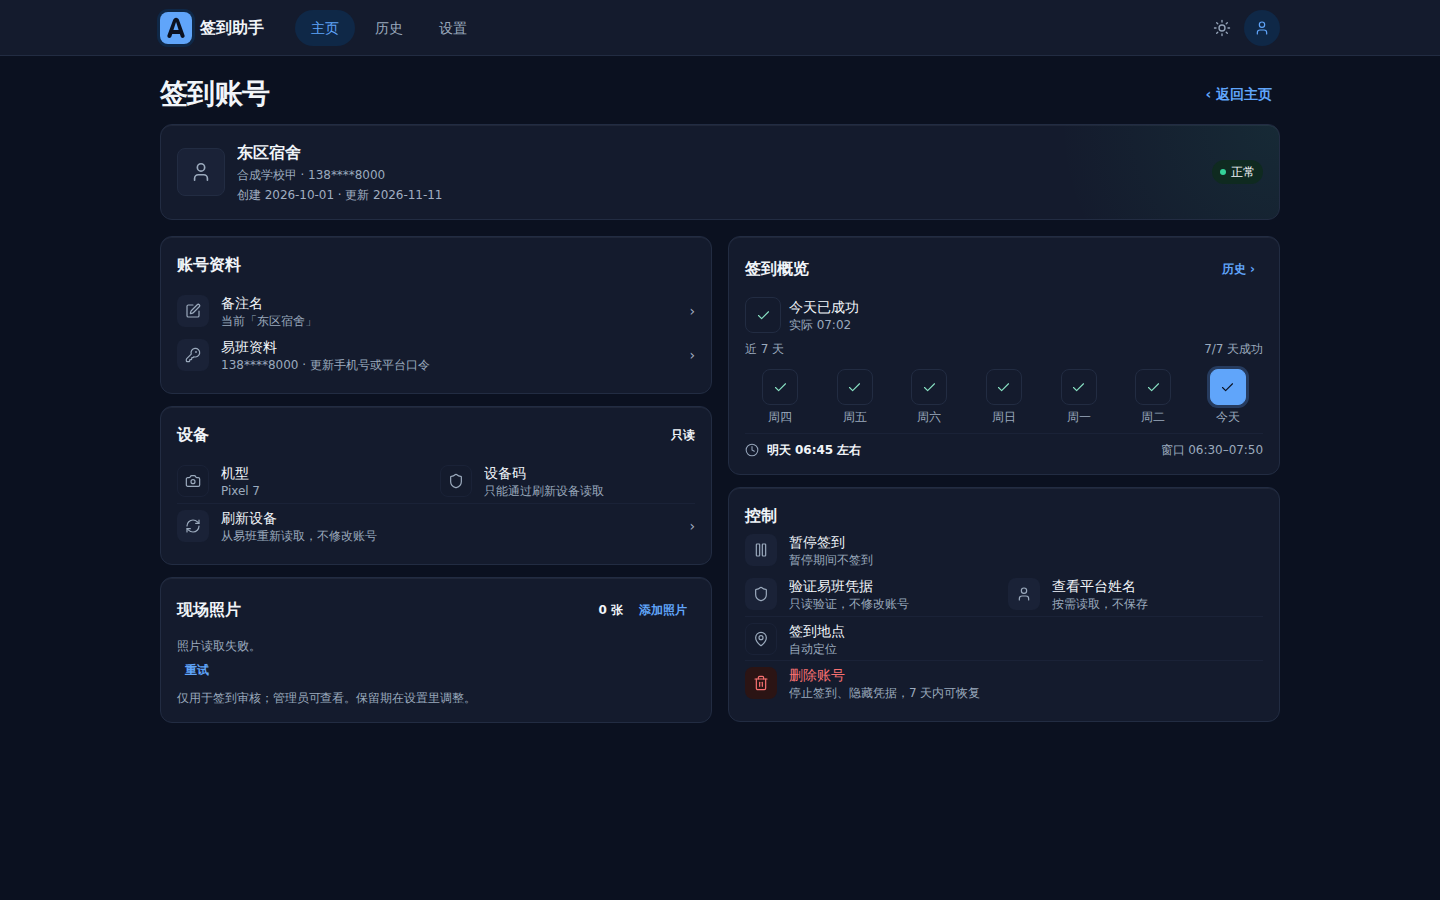 签到助手
主页
历史
设置
签到账号
‹ 返回主页
东区宿舍
合成学校甲 · 138****8000
创建 2026-10-01 · 更新 2026-11-11
正常
账号资料
备注名
当前「东区宿舍」
›
易班资料
138****8000 · 更新手机号或平台口令
›
设备
只读
机型
Pixel 7
设备码
只能通过刷新设备读取
刷新设备
从易班重新读取，不修改账号
›
现场照片
0 张
添加照片
照片读取失败。
重试
仅用于签到审核；管理员可查看。保留期在设置里调整。
签到概览
历史 ›
今天已成功
实际 07:02
近 7 天
7/7 天成功
周四
周五
周六
周日
周一
周二
今天
明天 06:45 左右
窗口 06:30–07:50
控制
暂停签到
暂停期间不签到
验证易班凭据
只读验证，不修改账号
查看平台姓名
按需读取，不保存
签到地点
自动定位
删除账号
停止签到、隐藏凭据，7 天内可恢复